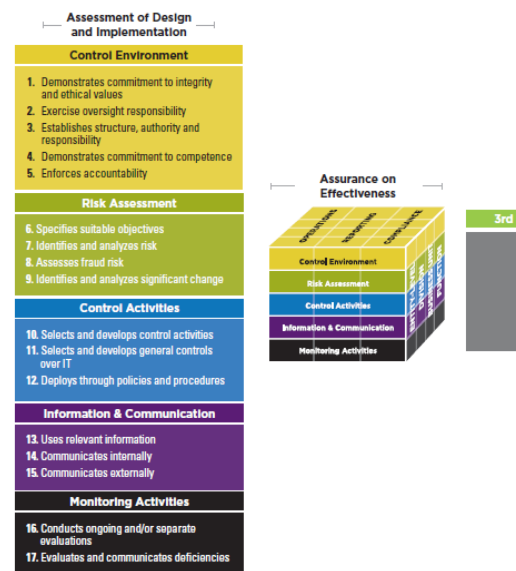 Assessment of Design
and Implementation
Control Environment
1. Demonstrates commitment to integrity
and ethical values
2. Exercise oversight responsibility
3. Establishes structure, authority and
responsibility
4. Demonstrates commitment to competence
5. Enforces accountability
Risk Assessment
6. Specifies suitable objectives
7. Identifies and analyzes risk
8. Assesses fraud risk
9. Identifies and analyzes significant change
Control Activities
10. Selects and develops control activities
11. Selects and develops general controls
over IT
12. Deploys through policies and procedures
Information & Communication
13. Uses relevant information
14. Communicates internally
15. Communicates externally
Monitoring Activities
16. Conducts ongoing and/or separate
evaluations
17. Evaluates and communicates deficiencies
Assurance on
Effectiveness
OPERATIONS
REPORTING
COMPLIANCE
Control Environment
Risk Assessment
Control Activities
Information & Communication
Monitoring Activities
ENTITY-LEVEL
DIVISION
FUNCTION
3rd